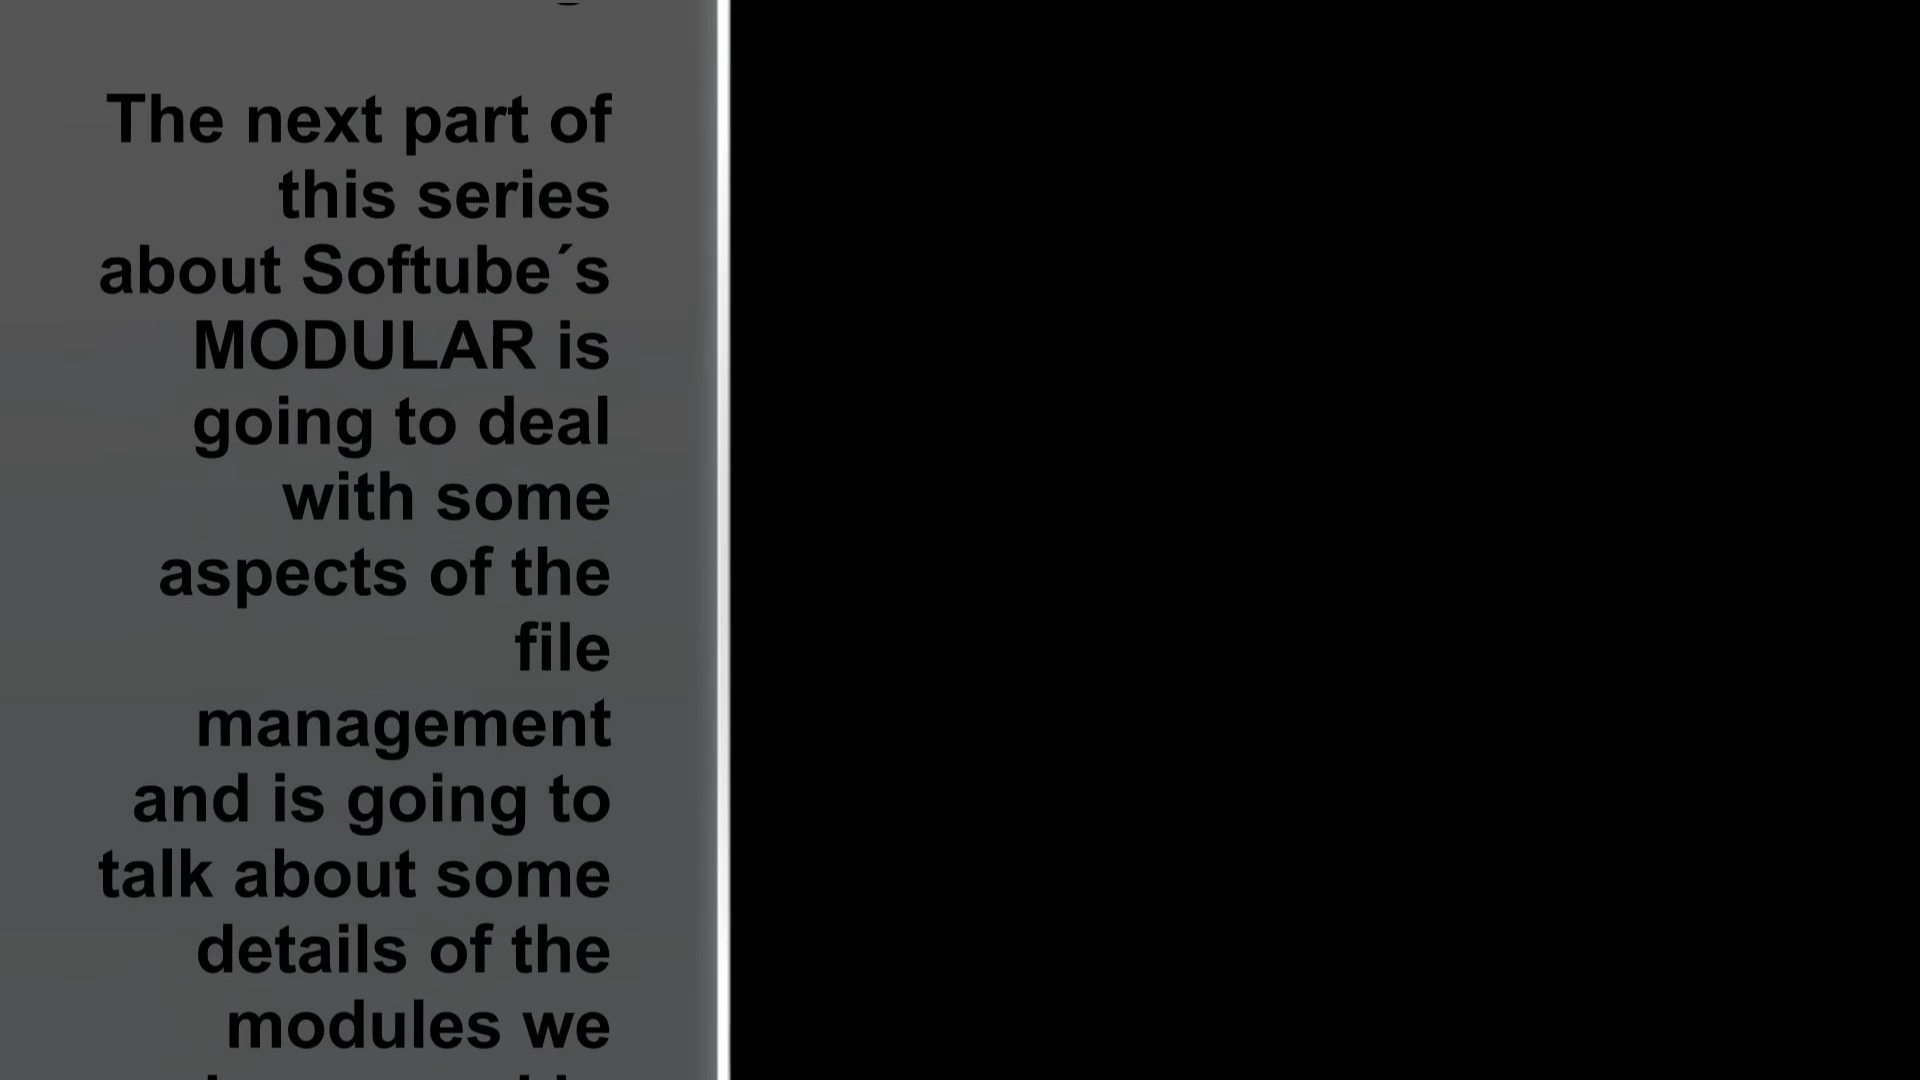 The next part of
this series
about Softube´s
MODULAR is
going to deal
with some
aspects of the
file
management
and is going to
talk about some
details of the
modules we